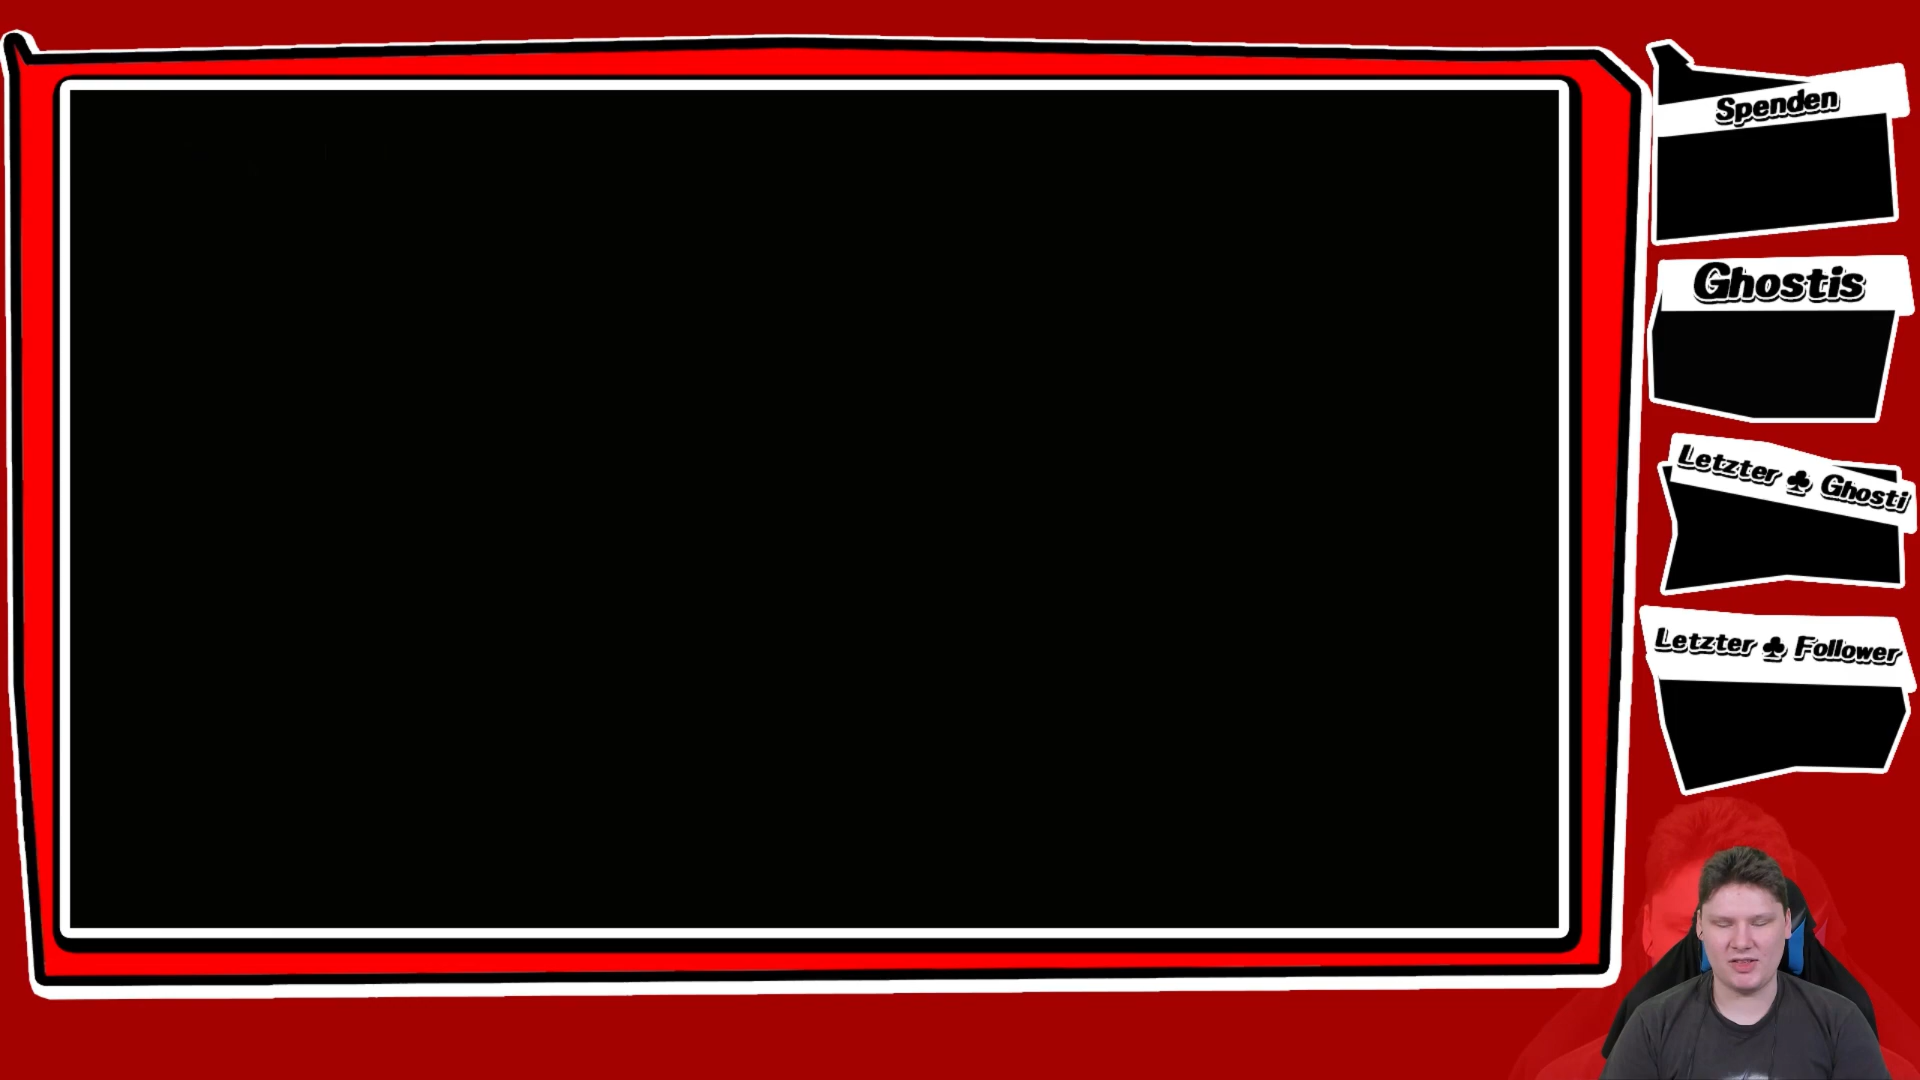 Spenden
Ghostis
Letzter ♣ Ghosti
Letzter ♣ Follower